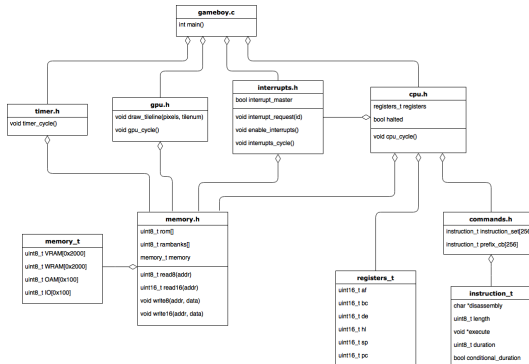 gameboy.c
int main()
timer.h
void timer_cycle()
gpu.h
void draw_tileline(pixels, tilenum)
void gpu_cycle()
interrupts.h
bool interrupt_master
void interrupt_request(id)
void enable_interrupts()
void interrupts_cycle()
cpu.h
registers_t registers
bool halted
void cpu_cycle()
memory_t
uint8_t VRAM[0x2000]
uint8_t WRAM[0x2000]
uint8_t OAM[0x100]
uint8_t IO[0x100]
memory.h
uint8_t rom[]
uint8_t rambanks[]
memory_t memory
uint8_t read8(addr)
uint16_t read16(addr)
void write8(addr, data)
void write16(addr, data)
registers_t
uint16_t af
uint16_t bc
uint16_t de
uint16_t hl
uint16_t sp
uint16_t pc
commands.h
instruction_t instruction_set[256
instruction_t prefix_cb[256]
instruction_t
char *disassembly
uint8_t length
void *execute
uint8_t duration
bool conditional_duration